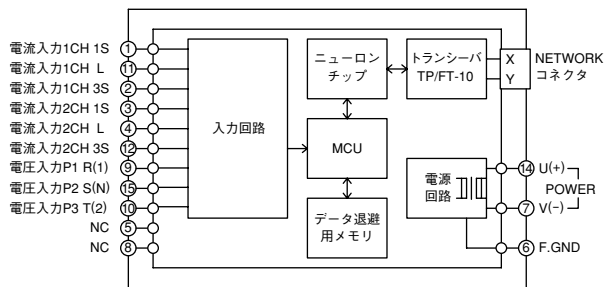 電流入力1CH 1S ①
電流入力1CH L ⑪
電流入力1CH 3S ②
電流入力2CH 1S ③
電流入力2CH L ④
電流入力2CH 3S ⑫
電圧入力P1 R(1) ⑨
電圧入力P2 S(N) ⑮
電圧入力P3 T(2) ⑩
NC ⑤
NC ⑧
入力回路
ニューロン
チップ
MCU
データ退避
用メモリ
トランシーバ
TP/FT-10
X
Y
NETWORK
コネクタ
電源
回路
⑭ U(+)
POWER
⑦ V(−)
⑥ F.GND